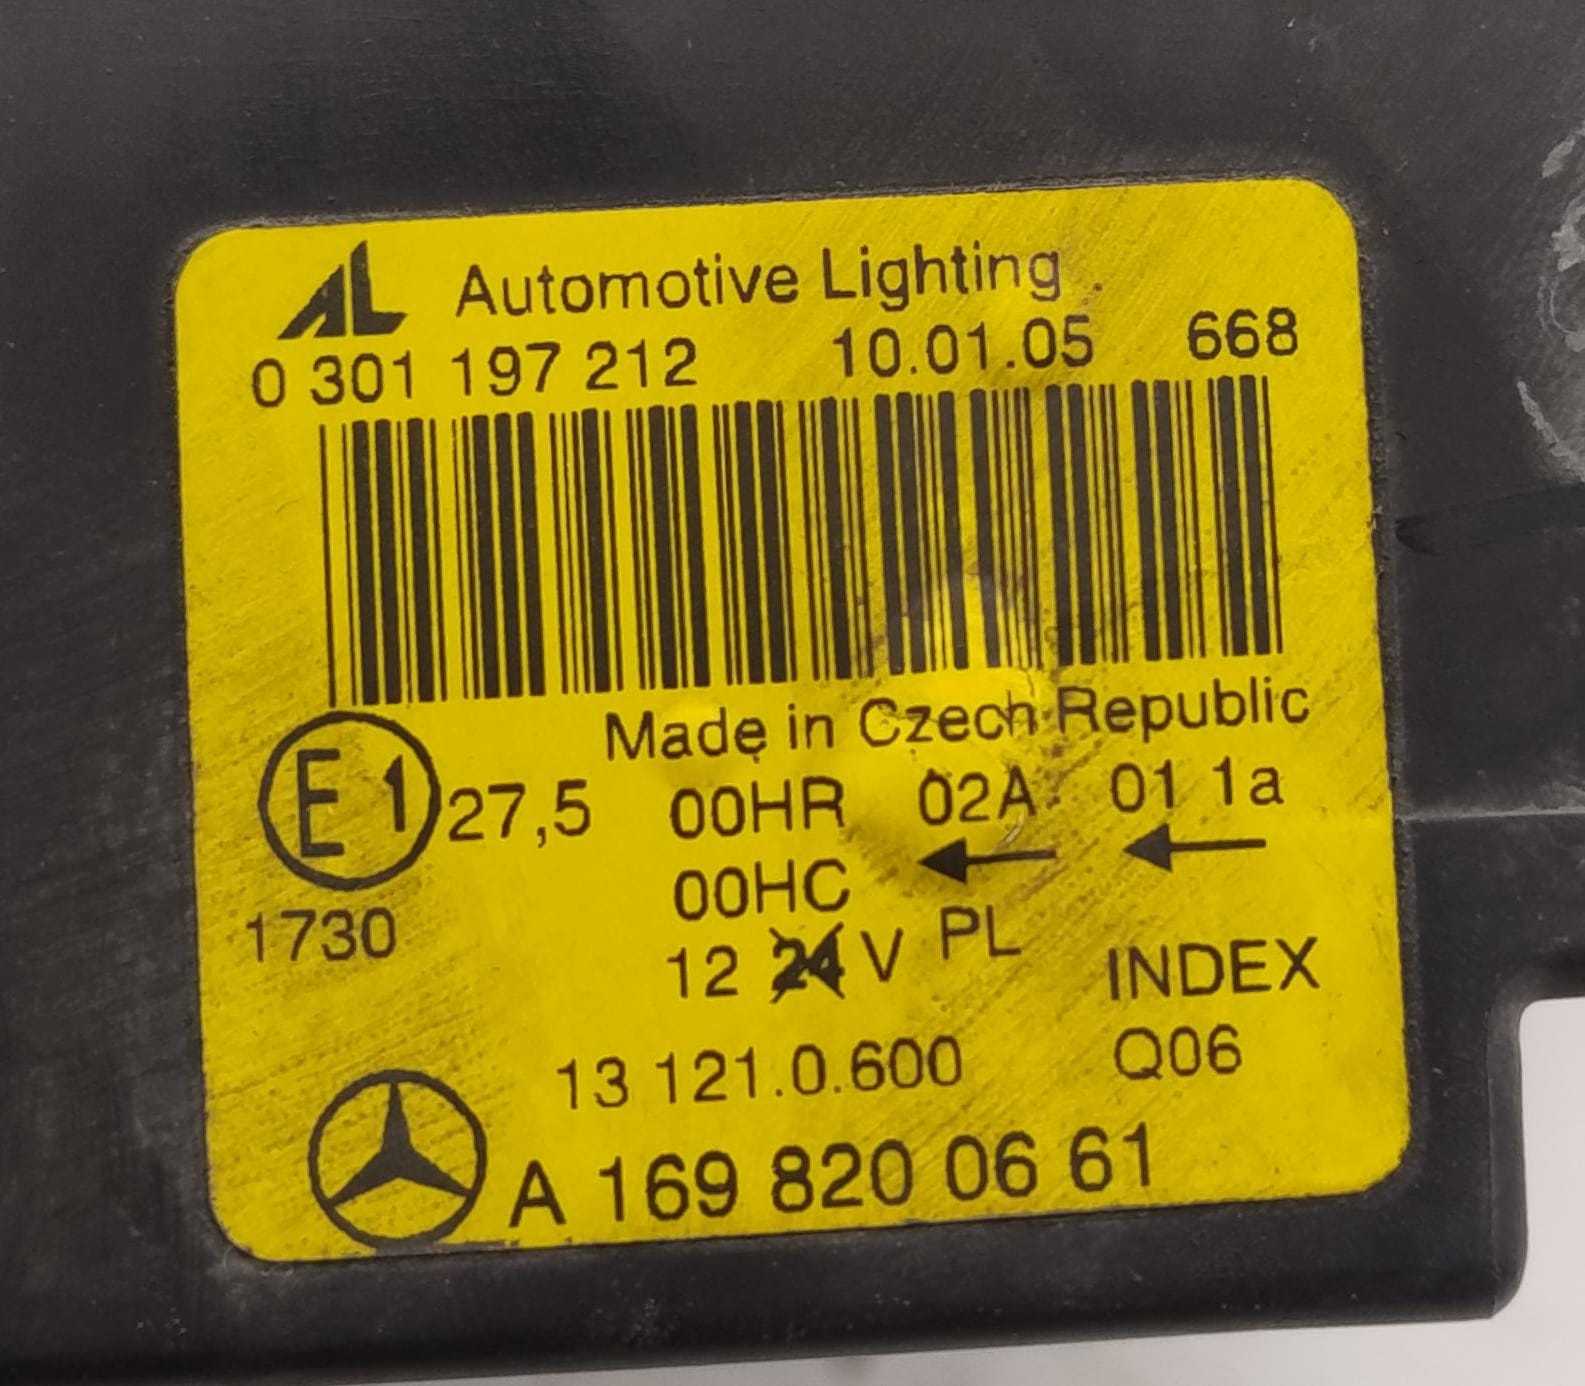 AL Automotive Lighting
0 301 197 212 10.01.05 668
Made in Czech Republic
E1 27,5 00HR 02A 01 1a
00HC
1730
12 24 V PL INDEX
13 121.0.600 Q06
A 169 820 06 61